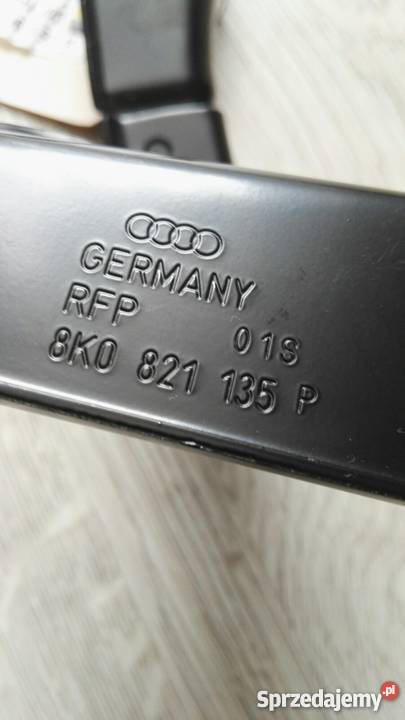 GERMANY
RFP 01S
8K0 821 135 P
Sprzedajemy.pl